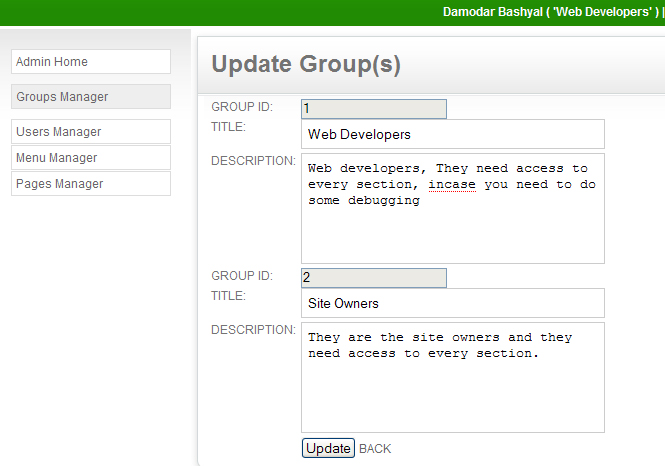 Damodar Bashyal ( 'Web Developers' ) |
Admin Home
Groups Manager
Users Manager
Menu Manager
Pages Manager
Update Group(s)
GROUP ID: 1
TITLE: Web Developers
DESCRIPTION: Web developers, They need access to
every section, incase you need to do
some debugging
GROUP ID: 2
TITLE: Site Owners
DESCRIPTION: They are the site owners and they
need access to every section.
Update BACK